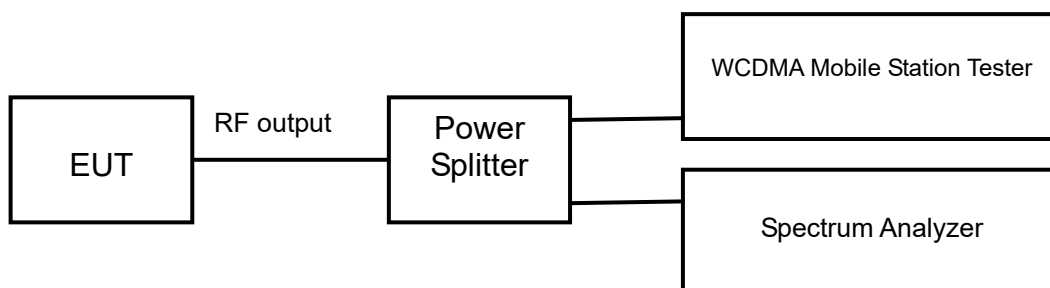 WCDMA Mobile Station Tester
RF output
EUT
Power
Splitter
Spectrum Analyzer